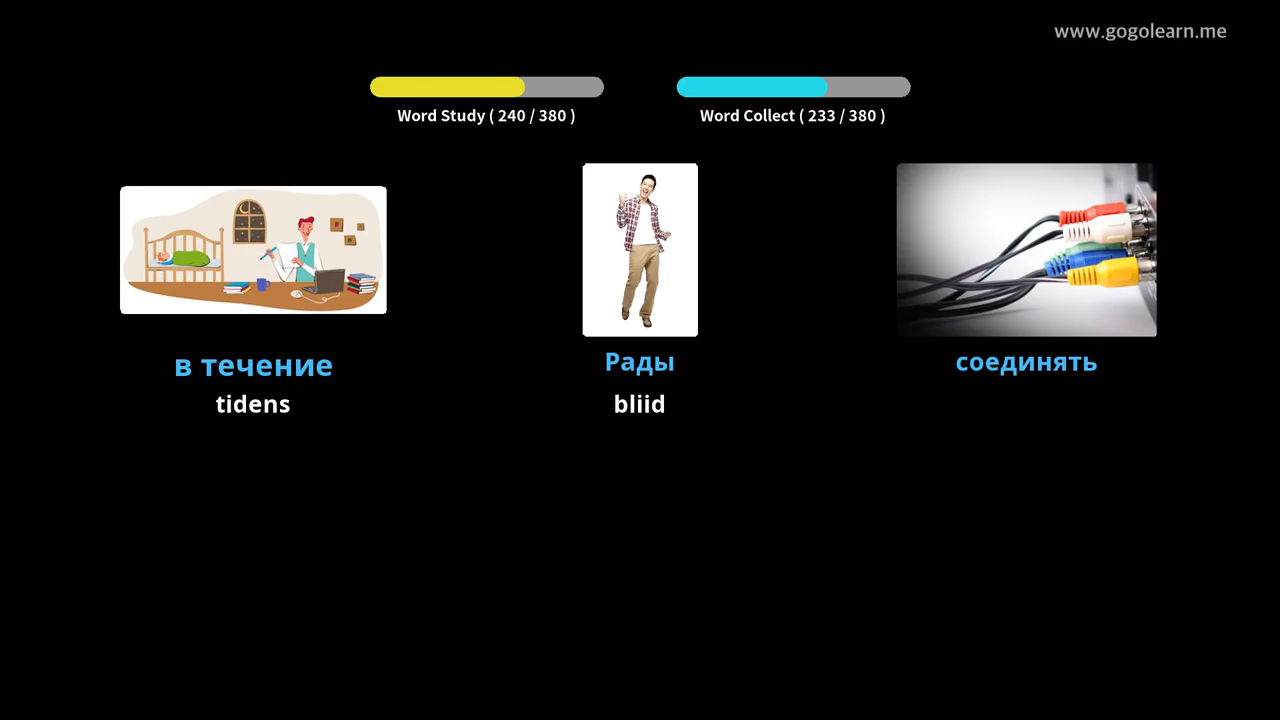 www.gogolearn.me
Word Study ( 240 / 380 )
Word Collect ( 233 / 380 )
в течение
Рады
соединять
tidens
bliid